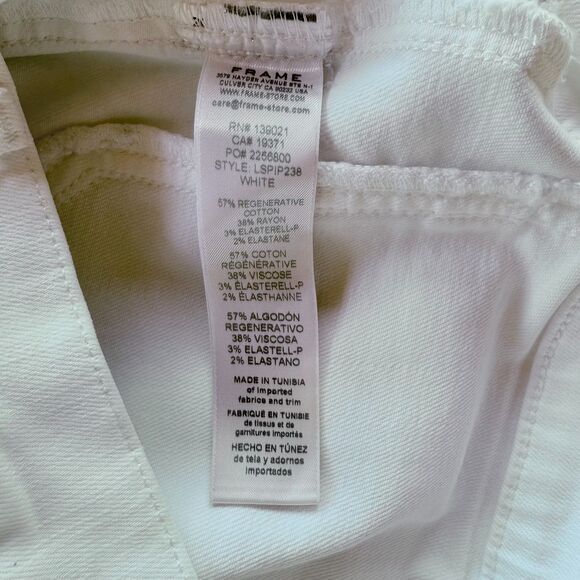 FRAME
3578 HAYDEN AVENUE STE N-1
CULVER CITY CA 90232 USA
WWW.FRAME-STORE.COM
care@frame-store.com
RN# 139021
CA# 19371
PO# 2256800
STYLE: LSPIP238
WHITE
57% REGENERATIVE
COTTON
38% RAYON
3% ELASTERELL-P
2% ELASTANE
57% COTON
RÉGÉNÉRATIVE
38% VISCOSE
3% ÉLASTERELL-P
2% ÉLASTHANNE
57% ALGODÓN
REGENERATIVO
38% VISCOSA
3% ELASTELL-P
2% ELASTANO
MADE IN TUNISIA
of imported
fabrics and trim
FABRIQUÉ EN TUNISIE
de tissus et de
garnitures importés
HECHO EN TÚNEZ
de tela y adornos
importados